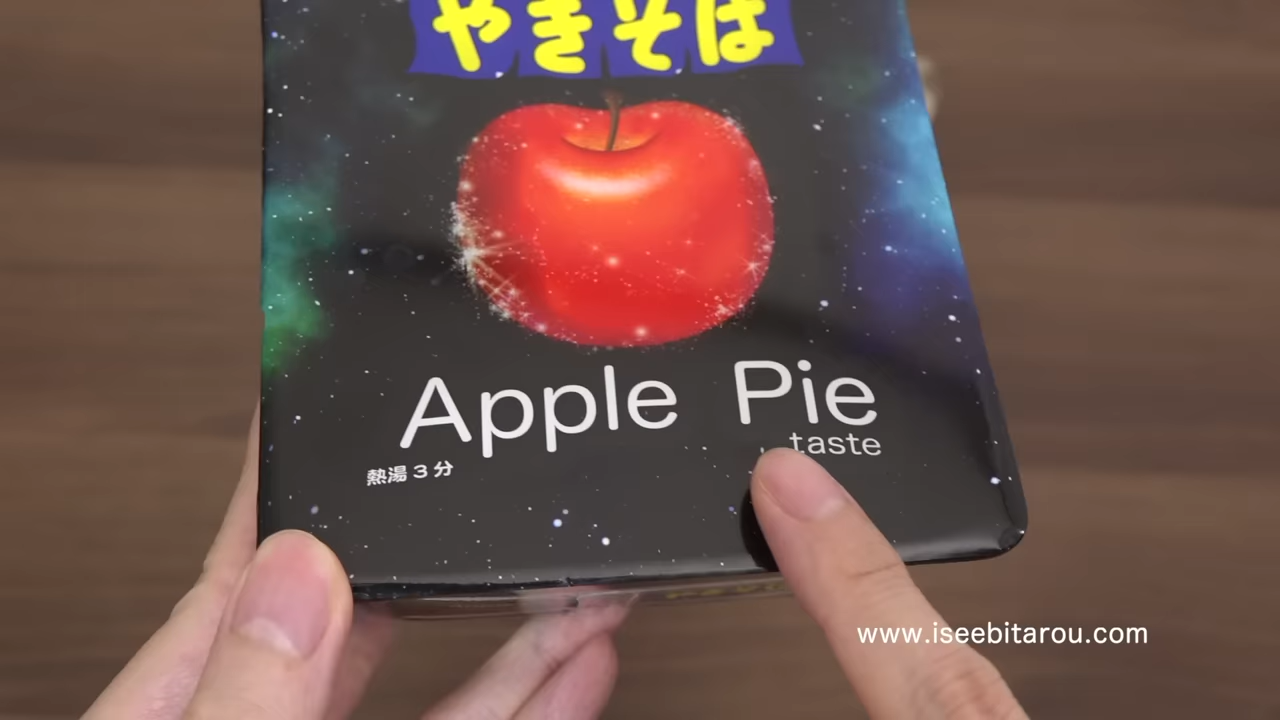 やきそば
Apple Pie
taste
熱湯3分
www.iseebitarou.com